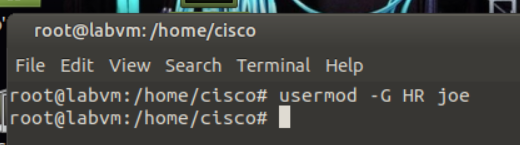 root@labvm: /home/cisco
File Edit View Search Terminal Help
root@labvm:/home/cisco# usermod -G HR joe
root@labvm:/home/cisco#